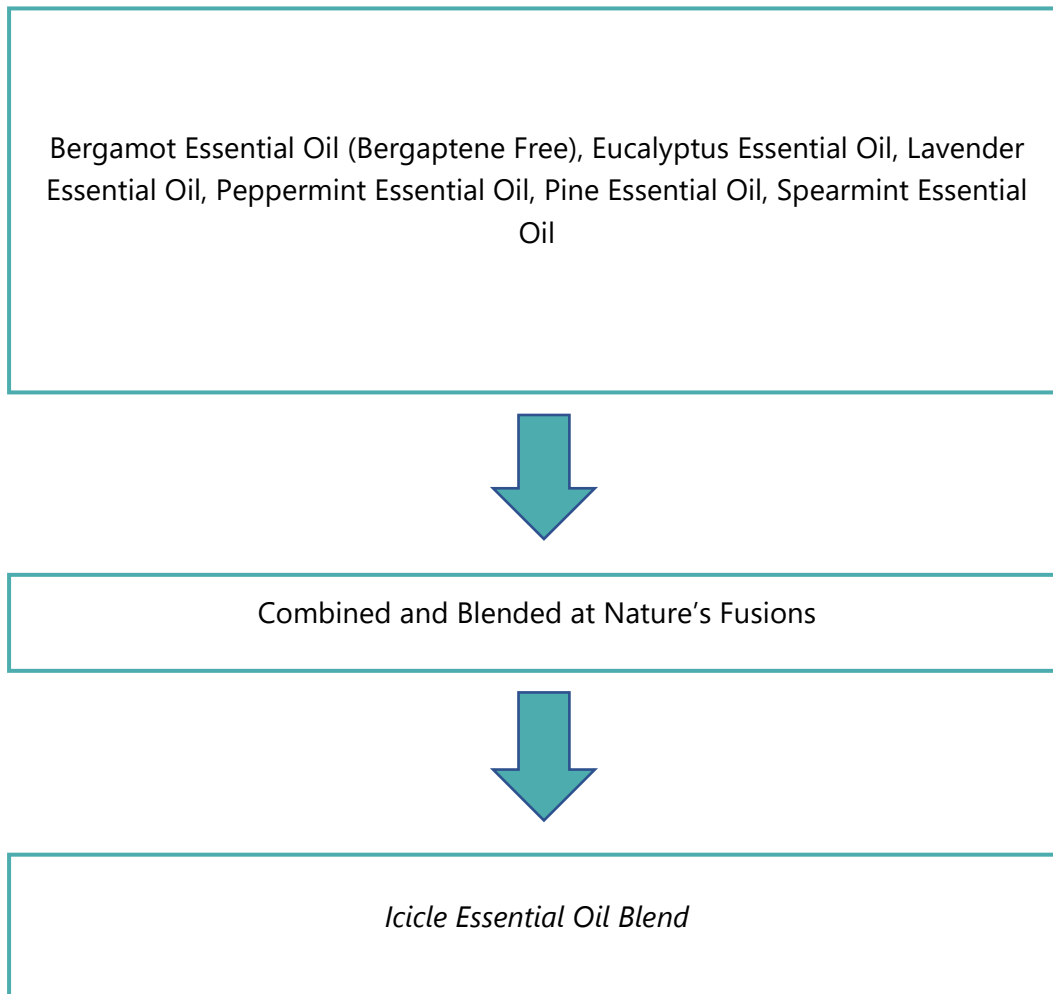 Bergamot Essential Oil (Bergaptene Free), Eucalyptus Essential Oil, Lavender
Essential Oil, Peppermint Essential Oil, Pine Essential Oil, Spearmint Essential
Oil
Combined and Blended at Nature’s Fusions
Icicle Essential Oil Blend